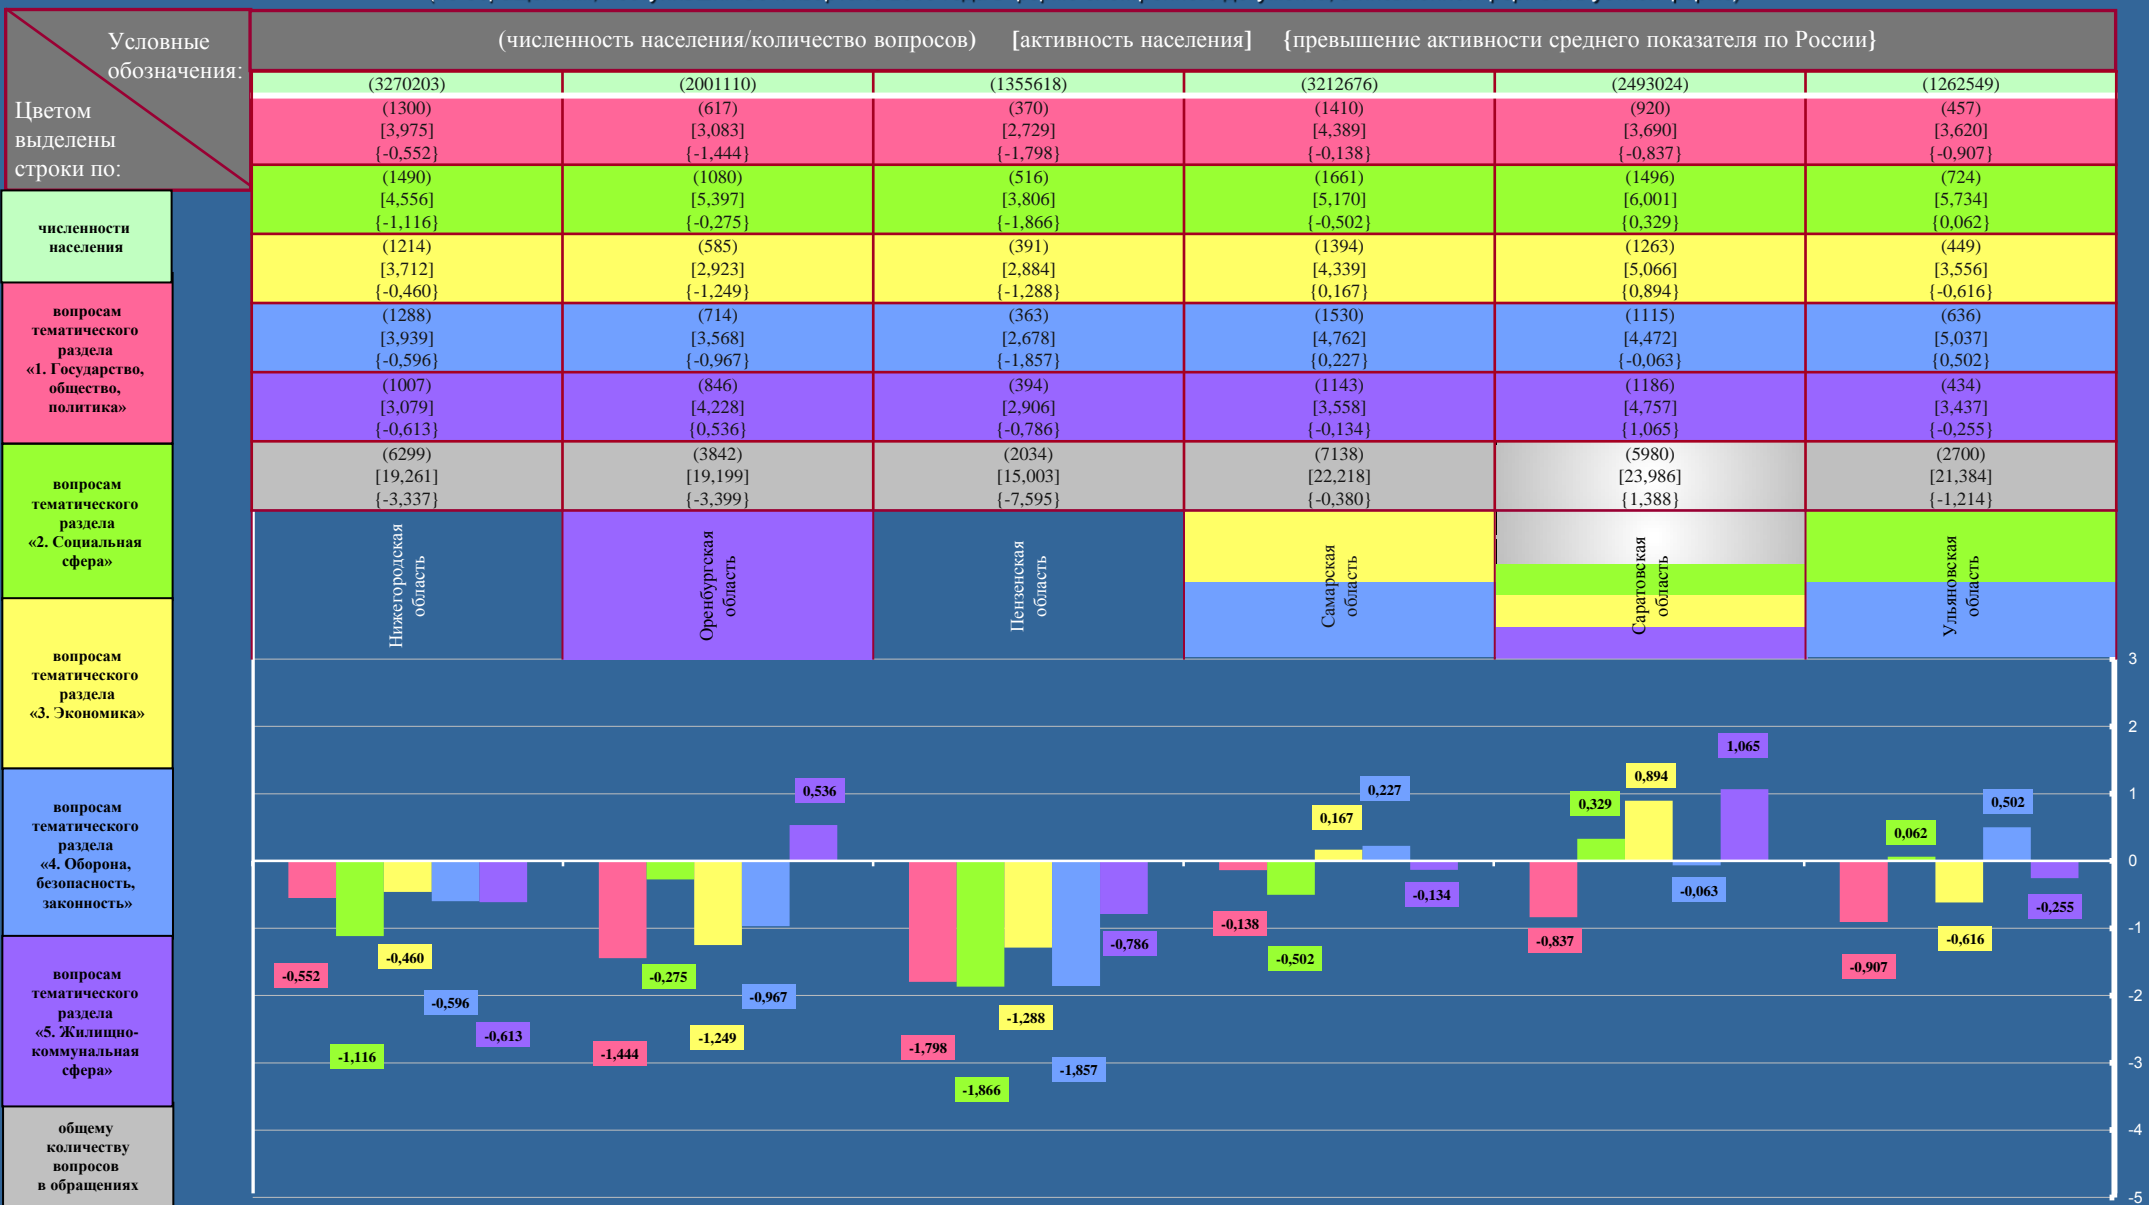 Условные
обозначения:
Цветом
выделены
строки по:
(численность населения/количество вопросов) [активность населения] {превышение активности среднего показателя по России}
(3270203) (2001110) (1355618) (3212676) (2493024) (1262549)
(1300) (617) (370) (1410) (920) (457)
[3,975] [3,083] [2,729] [4,389] [3,690] [3,620]
{-0,552} {-1,444} {-1,798} {-0,138} {-0,837} {-0,907}
(1490) (1080) (516) (1661) (1496) (724)
[4,556] [5,397] [3,806] [5,170] [6,001] [5,734]
{-1,116} {-0,275} {-1,866} {-0,502} {0,329} {0,062}
(1214) (585) (391) (1394) (1263) (449)
[3,712] [2,923] [2,884] [4,339] [5,066] [3,556]
{-0,460} {-1,249} {-1,288} {0,167} {0,894} {-0,616}
(1288) (714) (363) (1530) (1115) (636)
[3,939] [3,568] [2,678] [4,762] [4,472] [5,037]
{-0,596} {-0,967} {-1,857} {0,227} {-0,063} {0,502}
(1007) (846) (394) (1143) (1186) (434)
[3,079] [4,228] [2,906] [3,558] [4,757] [3,437]
{-0,613} {0,536} {-0,786} {-0,134} {1,065} {-0,255}
(6299) (3842) (2034) (7138) (5980) (2700)
[19,261] [19,199] [15,003] [22,218] [23,986] [21,384]
{-3,337} {-3,399} {-7,595} {-0,380} {1,388} {-1,214}
Нижегородская
область
Оренбургская
область
Пензенская
область
Самарская
область
Саратовская
область
Ульяновская
область
численности
населения
вопросам
тематического
раздела
«1. Государство,
общество,
политика»
вопросам
тематического
раздела
«2. Социальная
сфера»
вопросам
тематического
раздела
«3. Экономика»
вопросам
тематического
раздела
«4. Оборона,
безопасность,
законность»
вопросам
тематического
раздела
«5. Жилищно-
коммунальная
сфера»
общему
количеству
вопросов
в обращениях
-0,552
-1,116
-0,460
-0,596
-0,613
-1,444
-0,275
-1,249
-0,967
0,536
-1,798
-1,866
-1,288
-1,857
-0,786
-0,138
-0,502
0,167
0,227
-0,134
-0,837
0,329
0,894
-0,063
1,065
-0,907
0,062
-0,616
0,502
-0,255
3
2
1
0
-1
-2
-3
-4
-5